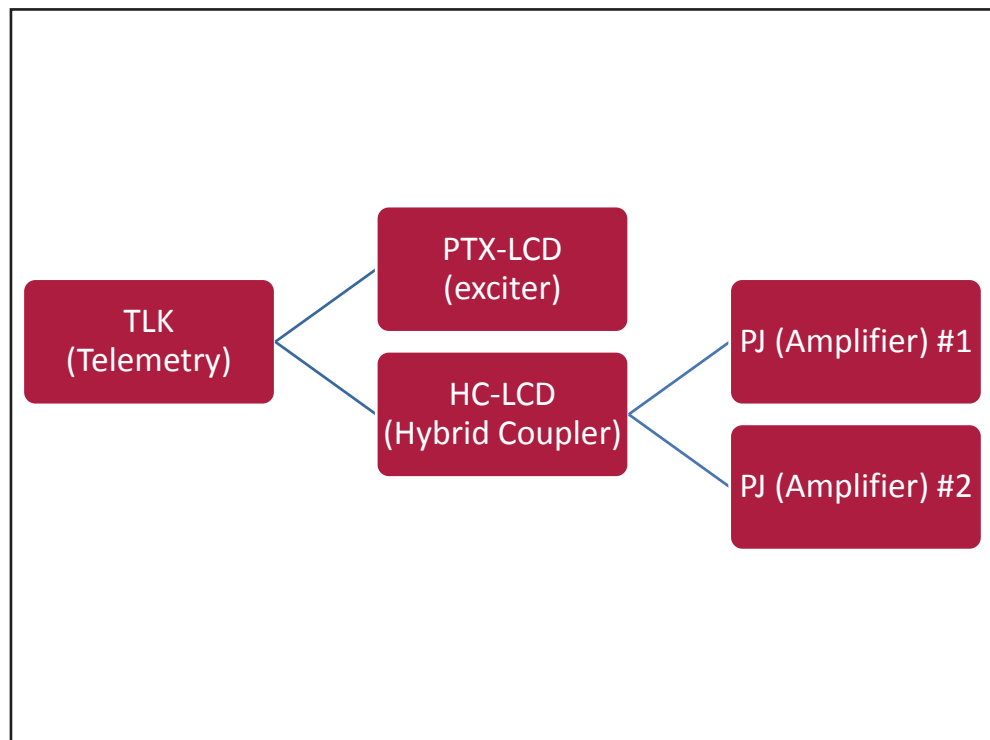 TLK
(Telemetry)
PTX-LCD
(exciter)
HC-LCD
(Hybrid Coupler)
PJ (Amplifier) #1
PJ (Amplifier) #2